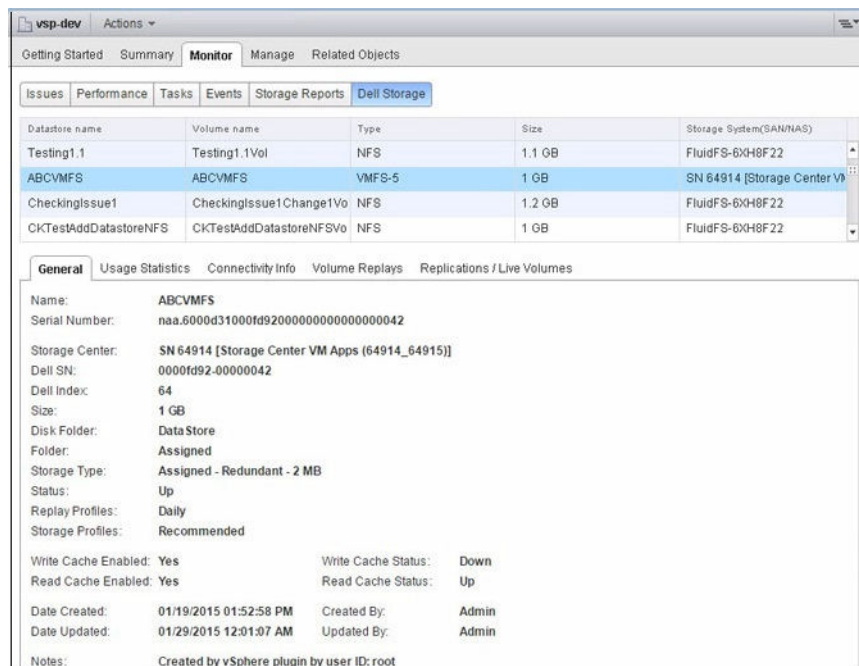 vsp-dev Actions
Getting Started Summary Monitor Manage Related Objects
Issues Performance Tasks Events Storage Reports Dell Storage
Datastore name Volume name Type Size Storage System(SAN/NAS)
Testing1.1 Testing1.1Vol NFS 1.1 GB FluidFS-6XH8F22
ABCVMFS ABCVMFS VMFS-5 1 GB SN 64914 [Storage Center VM
CheckingIssue1 CheckingIssue1Change1Vo NFS 1.2 GB FluidFS-6XH8F22
CKTestAddDatastoreNFS CKTestAddDatastoreNFSVo NFS 1 GB FluidFS-6XH8F22
General Usage Statistics Connectivity Info Volume Replays Replications / Live Volumes
Name: ABCVMFS
Serial Number: naa.6000d31000fd92000000000000000042
Storage Center: SN 64914 [Storage Center VM Apps (64914_64915)]
Dell SN: 0000fd92-00000042
Dell Index: 64
Size: 1 GB
Disk Folder: DataStore
Folder: Assigned
Storage Type: Assigned - Redundant - 2 MB
Status: Up
Replay Profiles: Daily
Storage Profiles: Recommended
Write Cache Enabled: Yes Write Cache Status: Down
Read Cache Enabled: Yes Read Cache Status: Up
Date Created: 01/19/2015 01:52:58 PM Created By: Admin
Date Updated: 01/29/2015 12:01:07 AM Updated By: Admin
Notes: Created by vSphere plugin by user ID: root